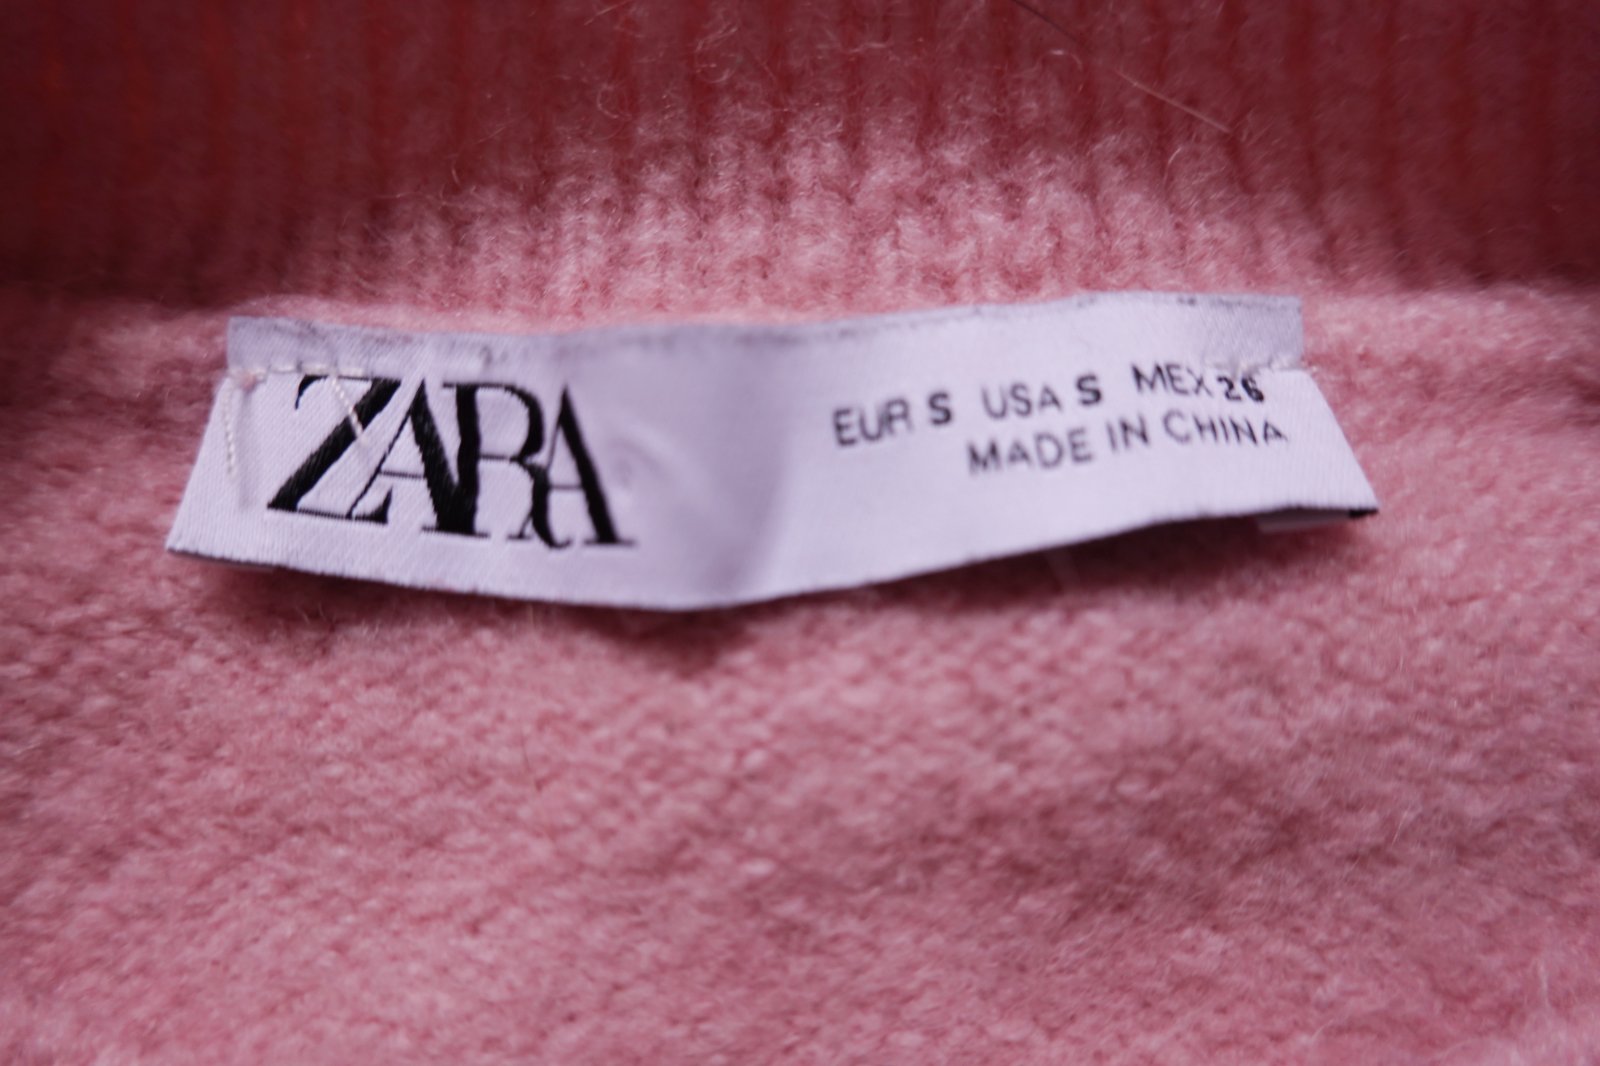 ZARA
EUR S USA S MEX 26
MADE IN CHINA